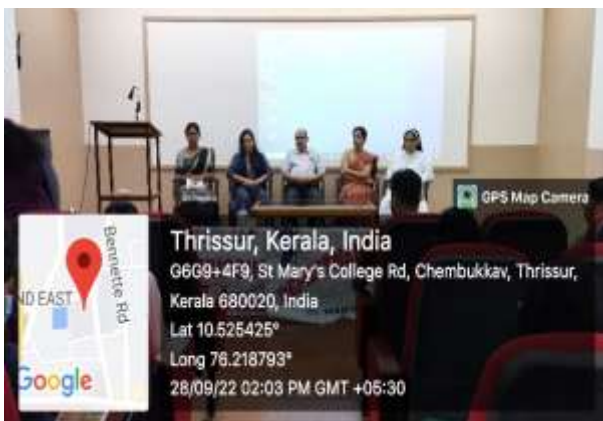 GPS Map Camera
Bennette Rd
ND EAST
Google
Thrissur, Kerala, India
G6G9+4F9, St Mary's College Rd, Chembukkav, Thrissur,
Kerala 680020, India
Lat 10.525425°
Long 76.218793°
28/09/22 02:03 PM GMT +05:30